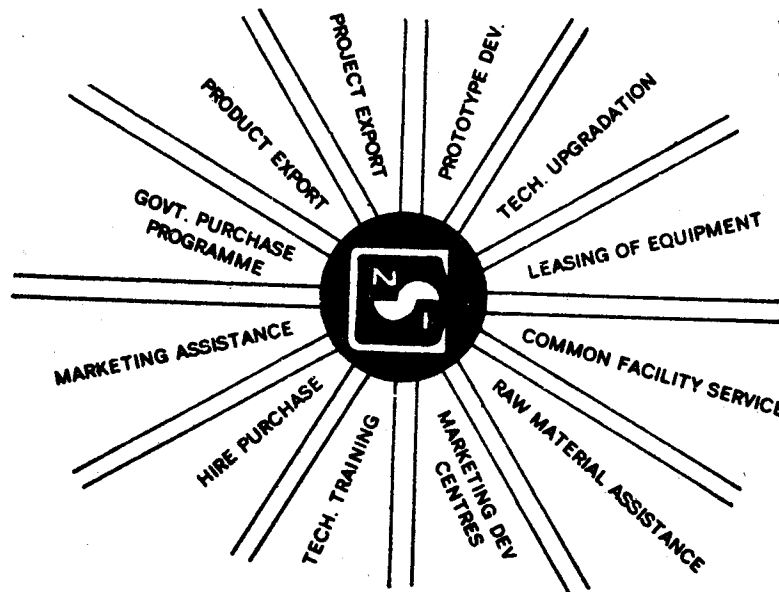 PROJECT EXPORT
PROTOTYPE DEV.
TECH. UPGRADATION
LEASING OF EQUIPMENT
COMMON FACILITY SERVICE
RAW MATERIAL ASSISTANCE
MARKETING DEV
CENTRES
TECH. TRAINING
HIRE PURCHASE
MARKETING ASSISTANCE
GOVT. PURCHASE
PROGRAMME
PRODUCT EXPORT